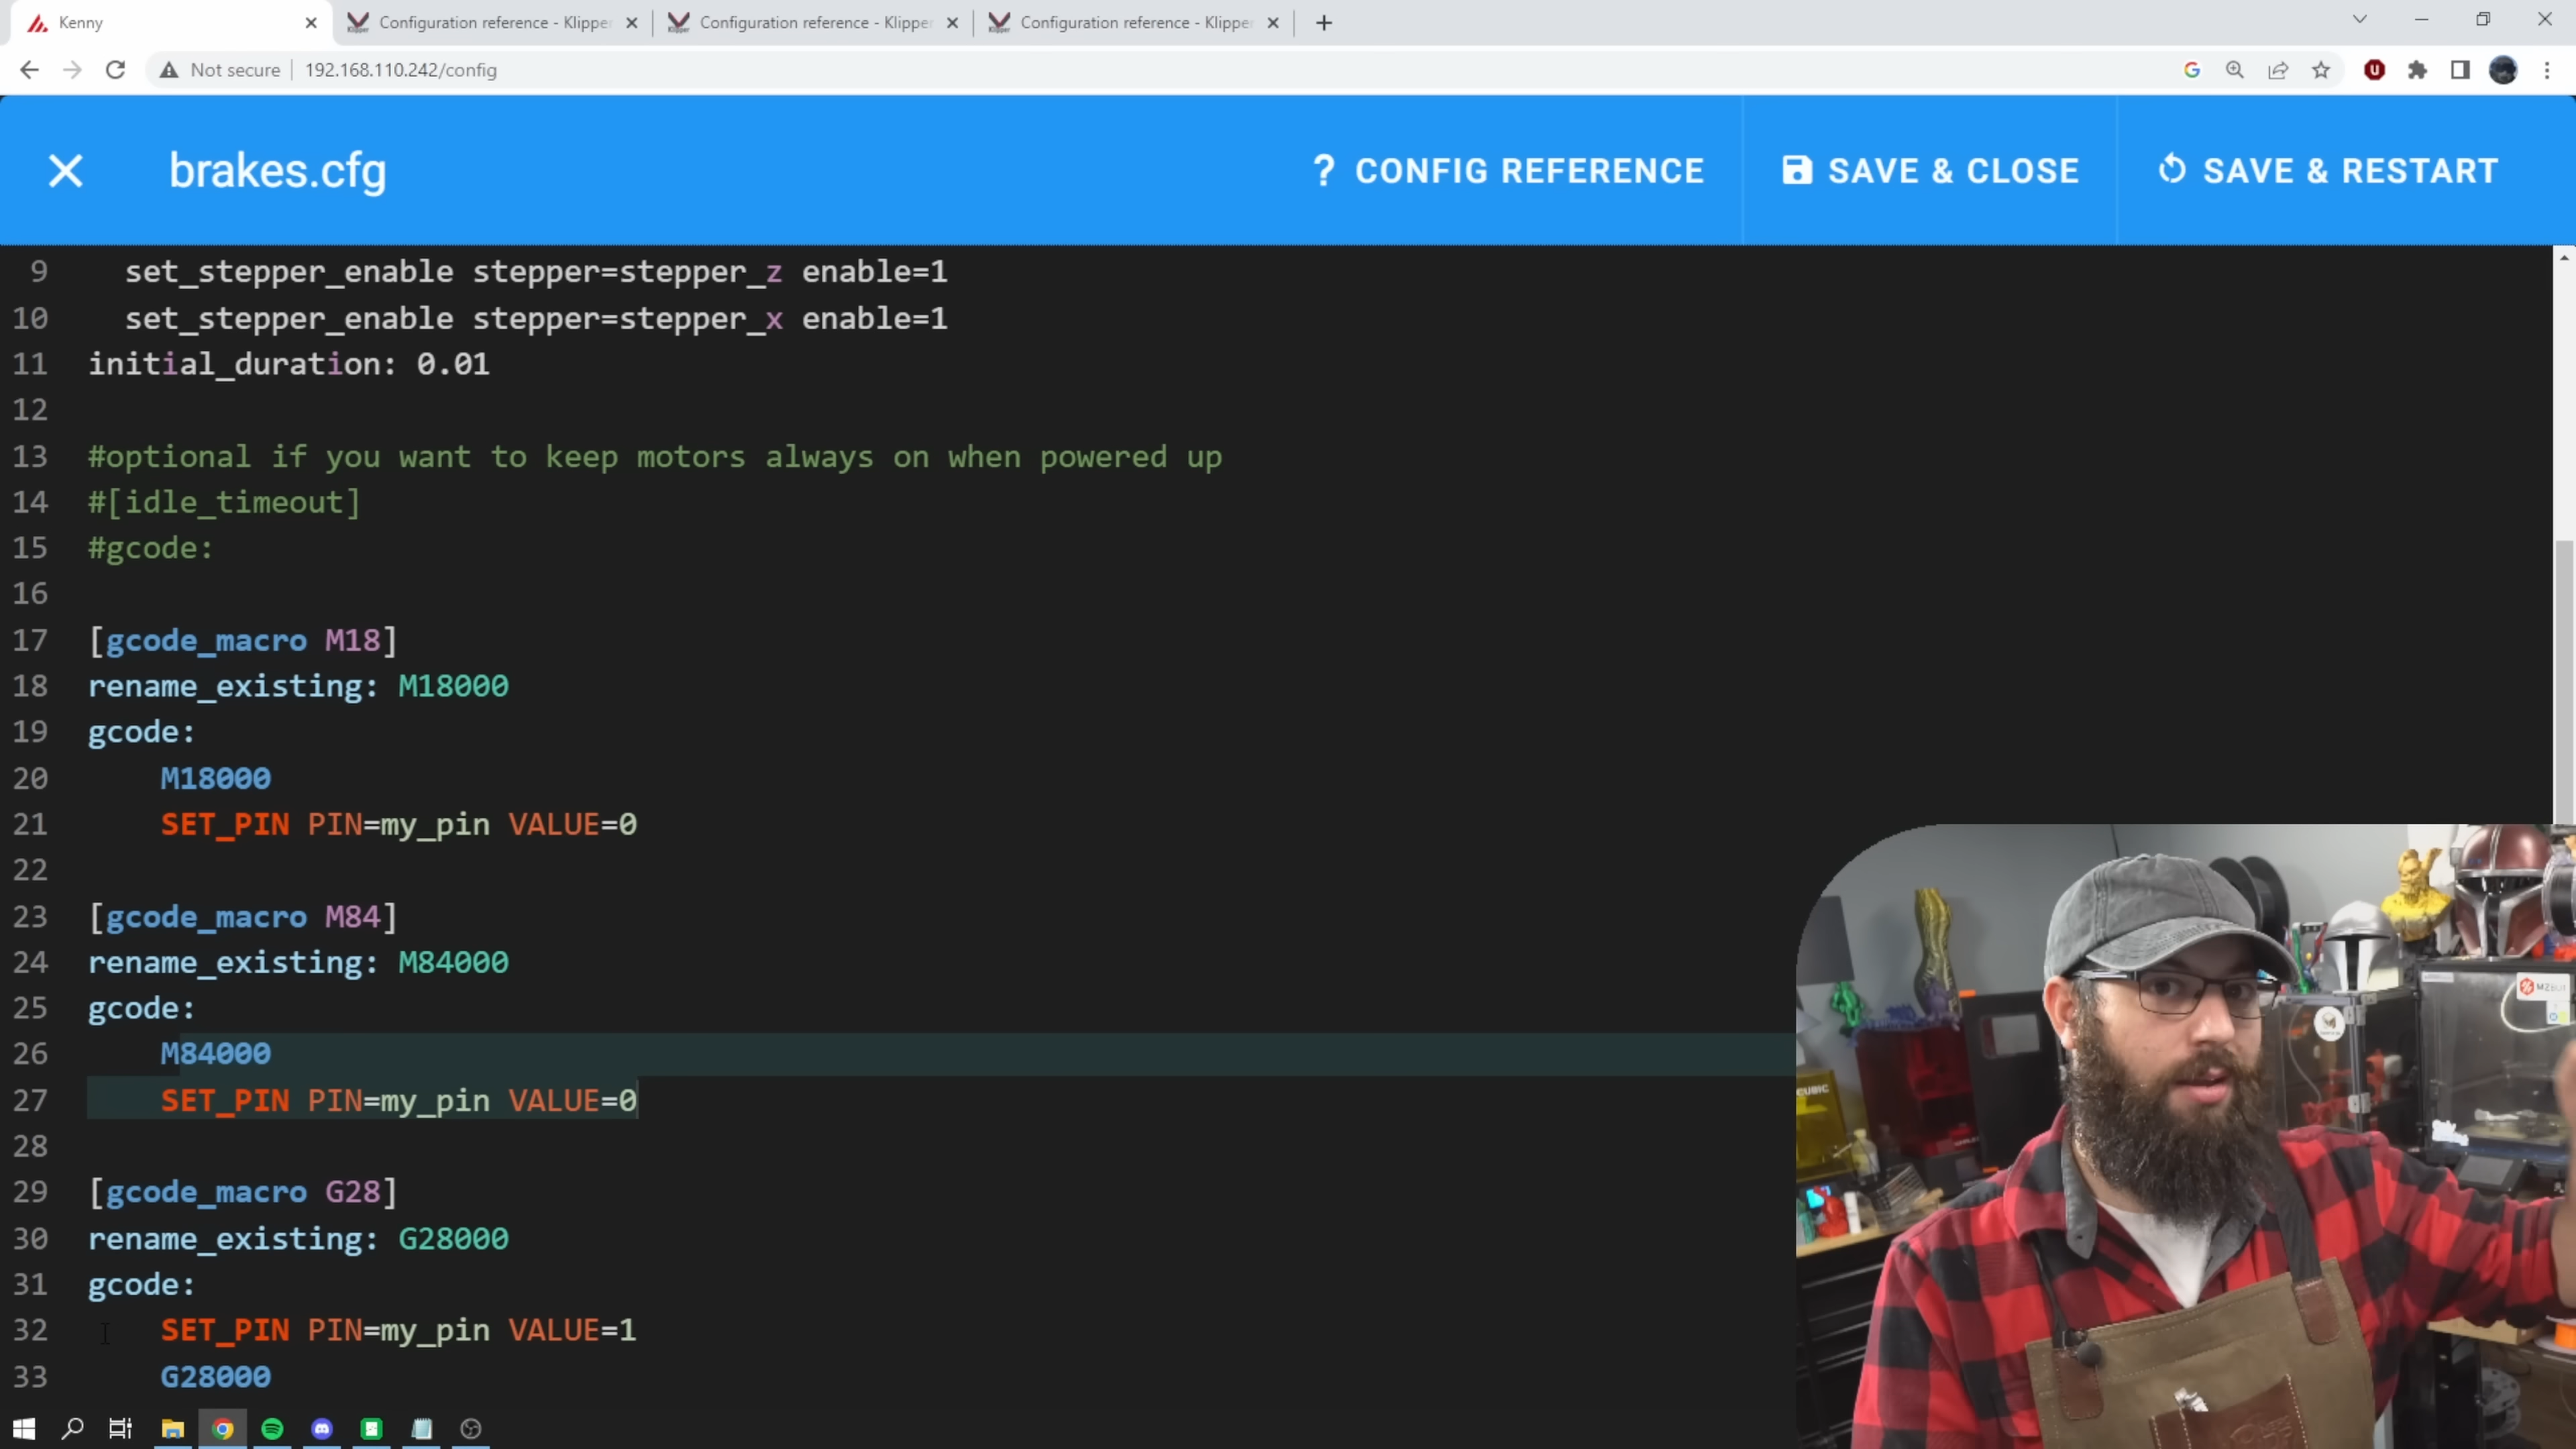 Kenny
Configuration reference - Klipper
Configuration reference - Klipper
Configuration reference - Klipper
Not secure
192.168.110.242/config
brakes.cfg
? CONFIG REFERENCE
SAVE & CLOSE
SAVE & RESTART
9 set_stepper_enable stepper=stepper_z enable=1
10 set_stepper_enable stepper=stepper_x enable=1
11 initial_duration: 0.01
12
13 #optional if you want to keep motors always on when powered up
14 #[idle_timeout]
15 #gcode:
16
17 [gcode_macro M18]
18 rename_existing: M18000
19 gcode:
20 M18000
21 SET_PIN PIN=my_pin VALUE=0
22
23 [gcode_macro M84]
24 rename_existing: M84000
25 gcode:
26 M84000
27 SET_PIN PIN=my_pin VALUE=0
28
29 [gcode_macro G28]
30 rename_existing: G28000
31 gcode:
32 SET_PIN PIN=my_pin VALUE=1
33 G28000
CUBIC